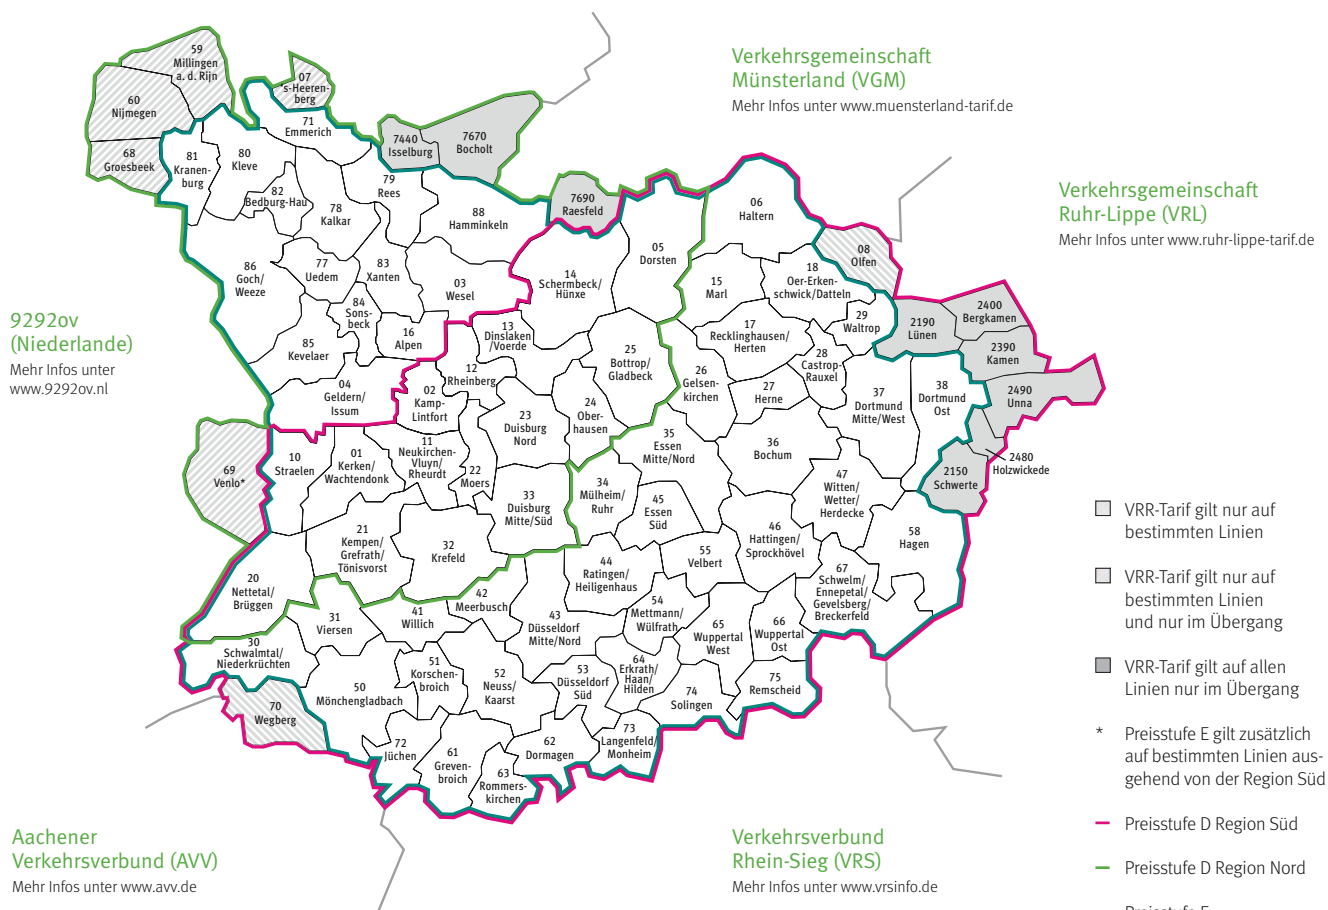 59
Millingen
a. d. Rijn
07
's-Heeren-
berg
60
Nijmegen
71
Emmerich
7440
Isselburg
7670
Bocholt
68
Groesbeek
81
Kranen-
burg
80
Kleve
82
Bedburg-Hau
79
Rees
78
Kalkar
88
Hamminkeln
7690
Raesfeld
06
Haltern
05
Dorsten
08
Olfen
86
Goch/
Weeze
77
Uedem
83
Xanten
03
Wesel
14
Schermbeck/
Hünxe
15
Marl
18
Oer-Erken-
schwick/Datteln
84
Sons-
beck
16
Alpen
85
Kevelaer
04
Geldern/
Issum
13
Dinslaken
/Voerde
12
Rheinberg
02
Kamp-
Lintfort
25
Bottrop/
Gladbeck
17
Recklinghausen/
Herten
29
Waltrop
28
Castrop-
Rauxel
26
Gelsen-
kirchen
27
Herne
2190
Lünen
2400
Bergkamen
2390
Kamen
2490
Unna
2480
Holzwickede
2150
Schwerte
37
Dortmund
Mitte/West
38
Dortmund
Ost
23
Duisburg
Nord
24
Ober-
hausen
35
Essen
Mitte/Nord
36
Bochum
69
Venlo*
10
Straelen
01
Kerken/
Wachtendonk
11
Neukirchen-
Vluyn/
Rheurdt
22
Moers
33
Duisburg
Mitte/Süd
34
Mülheim/
Ruhr
45
Essen
Süd
47
Witten/
Wetter/
Herdecke
46
Hattingen/
Sprockhövel
58
Hagen
21
Kempen/
Grefrath/
Tönisvorst
32
Krefeld
44
Ratingen/
Heiligenhaus
55
Velbert
67
Schwelm/
Ennepetal/
Gevelsberg/
Breckerfeld
20
Nettetal/
Brüggen
31
Viersen
41
Willich
42
Meerbusch
43
Düsseldorf
Mitte/Nord
54
Mettmann/
Wülfrath
65
Wuppertal
West
66
Wuppertal
Ost
30
Schwalmtal/
Niederkrüchten
50
Mönchengladbach
51
Korschen-
broich
52
Neuss/
Kaarst
53
Düsseldorf
Süd
64
Erkrath/
Haan/
Hilden
74
Solingen
75
Remscheid
70
Wegberg
72
Jüchen
61
Greven-
broich
63
Rommers-
kirchen
62
Dormagen
73
Langenfeld/
Monheim
Verkehrsgemeinschaft
Münsterland (VGM)
Mehr Infos unter www.muensterland-tarif.de
Verkehrsgemeinschaft
Ruhr-Lippe (VRL)
Mehr Infos unter www.ruhr-lippe-tarif.de
9292ov
(Niederlande)
Mehr Infos unter
www.9292ov.nl
Aachener
Verkehrsverbund (AVV)
Mehr Infos unter www.avv.de
Verkehrsverbund
Rhein-Sieg (VRS)
Mehr Infos unter www.vrsinfo.de
VRR-Tarif gilt nur auf
bestimmten Linien
VRR-Tarif gilt nur auf
bestimmten Linien
und nur im Übergang
VRR-Tarif gilt auf allen
Linien nur im Übergang
* Preisstufe E gilt zusätzlich
auf bestimmten Linien aus-
gehend von der Region Süd
Preisstufe D Region Süd
Preisstufe D Region Nord